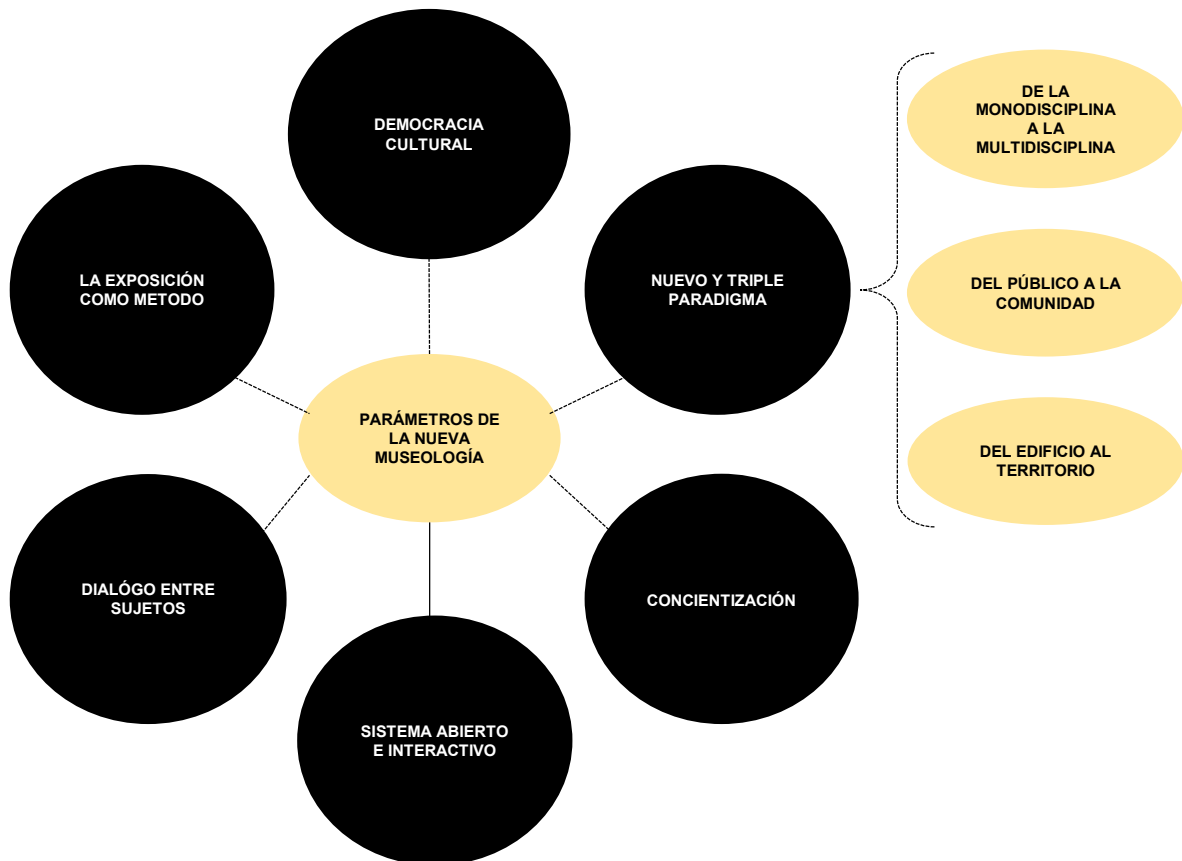 DEMOCRACIA
CULTURAL
LA EXPOSICIÓN
COMO METODO
NUEVO Y TRIPLE
PARADIGMA
DE LA
MONODISCIPLINA
A LA
MULTIDISCIPLINA
DEL PÚBLICO A LA
COMUNIDAD
DEL EDIFICIO AL
TERRITORIO
PARÁMETROS DE
LA NUEVA
MUSEOLOGÍA
DIALÓGO ENTRE
SUJETOS
CONCIENTIZACIÓN
SISTEMA ABIERTO
E INTERACTIVO